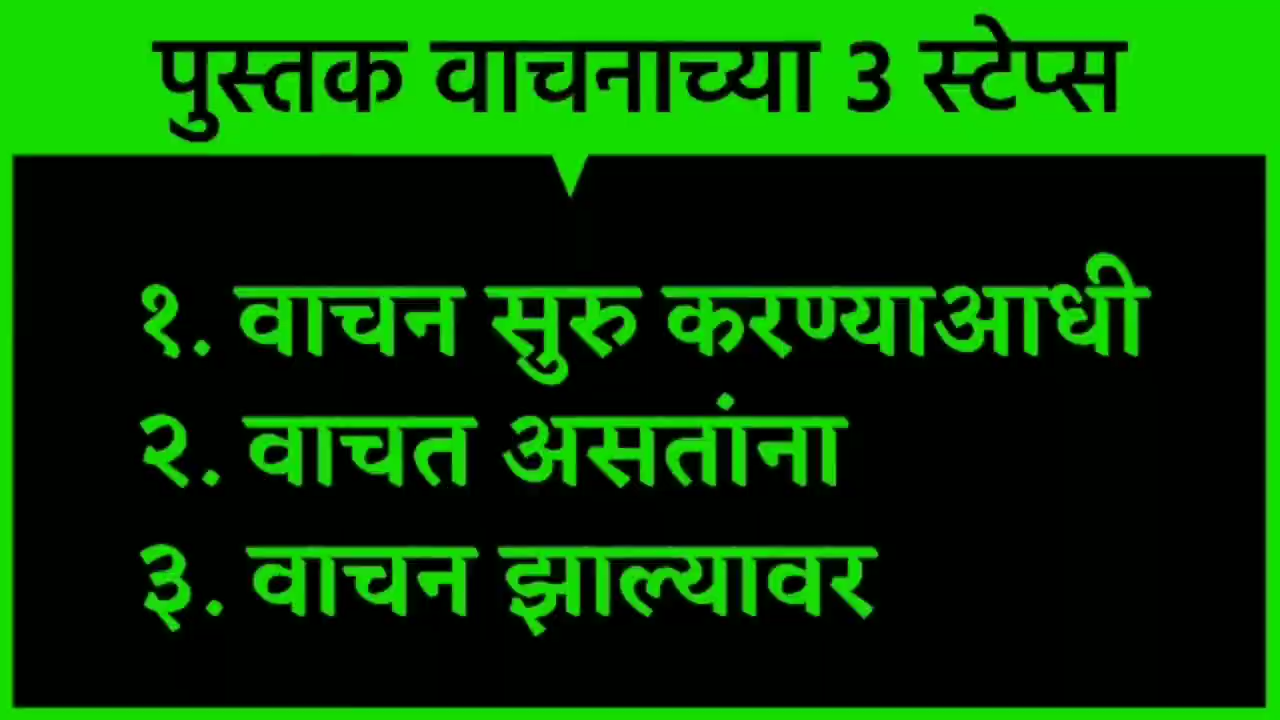 पुस्तक वाचनाच्या 3 स्टेप्स
१. वाचन सुरु करण्याआधी
२. वाचत असतांना
३. वाचन झाल्यावर